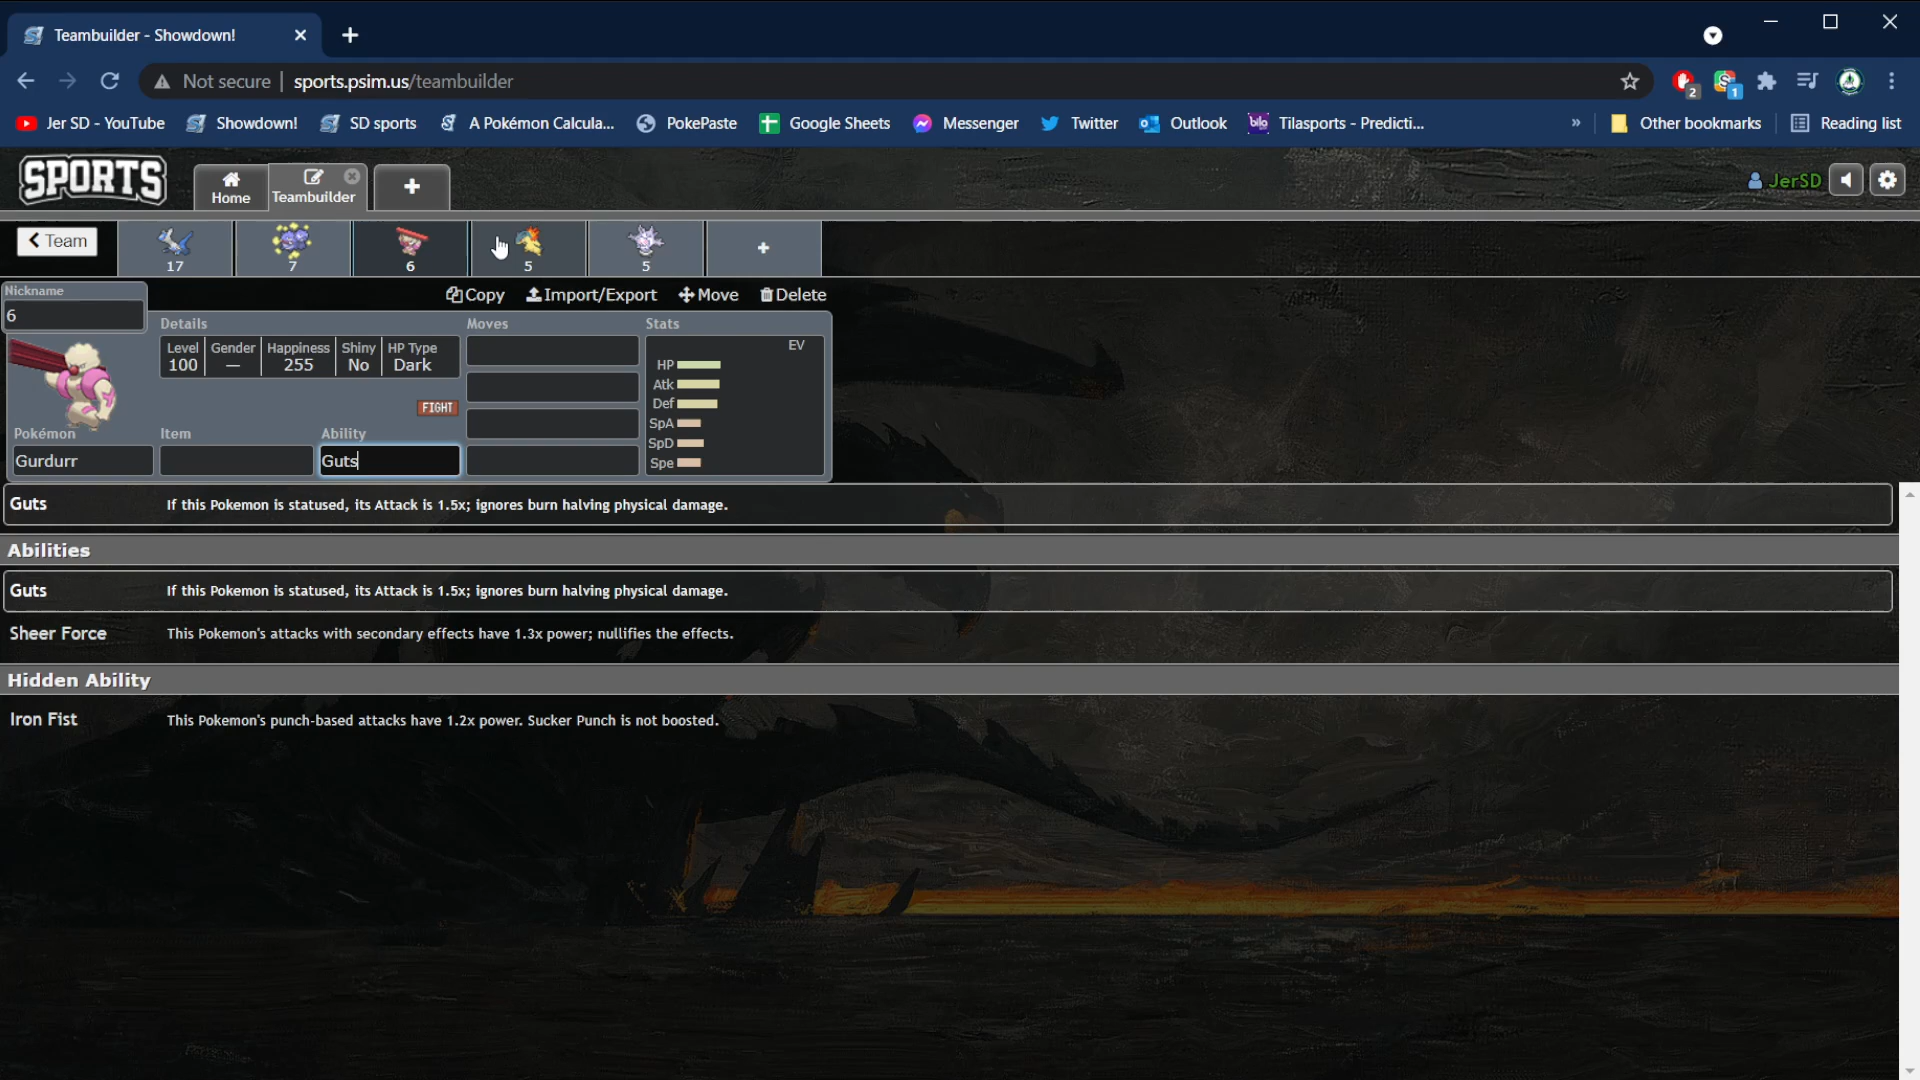 Teambuilder - Showdown!
Not secure | sports.psim.us/teambuilder
2
1
Jer SD - YouTube Showdown! SD sports A Pokémon Calcula... PokePaste Google Sheets Messenger Twitter Outlook bilo Tilasports - Predicti... » Other bookmarks Reading list
SPORTS
Home
Teambuilder
JerSD
Team
17 7 6 5 5
Nickname
6
Copy Import/Export Move Delete
Details Moves Stats
Level Gender Happiness Shiny HP Type
100 — 255 No Dark
EV
HP
Atk
Def
SpA
SpD
Spe
FIGHT
Pokémon Item Ability
Gurdurr Guts
Guts If this Pokemon is statused, its Attack is 1.5x; ignores burn halving physical damage.
Abilities
Guts If this Pokemon is statused, its Attack is 1.5x; ignores burn halving physical damage.
Sheer Force This Pokemon's attacks with secondary effects have 1.3x power; nullifies the effects.
Hidden Ability
Iron Fist This Pokemon's punch-based attacks have 1.2x power. Sucker Punch is not boosted.